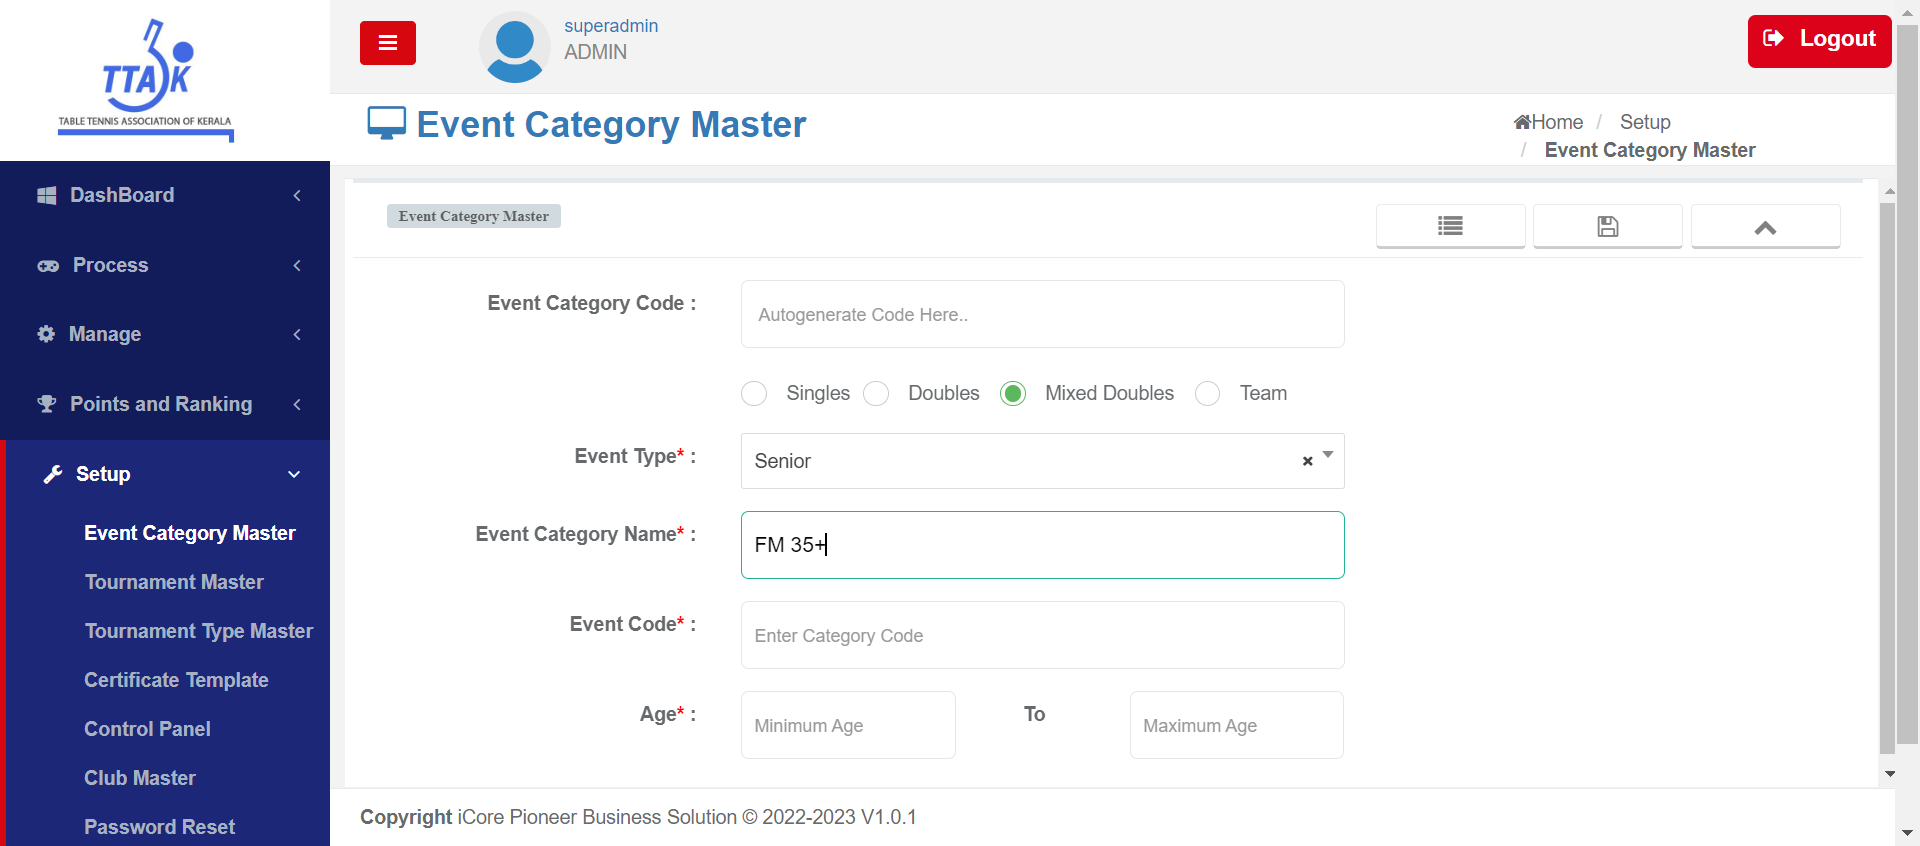 TTAK
TABLE TENNIS ASSOCIATION OF KERALA
superadmin
ADMIN
Logout
Event Category Master
Home / Setup
/ Event Category Master
DashBoard
Process
Manage
Points and Ranking
Setup
Event Category Master
Tournament Master
Tournament Type Master
Certificate Template
Control Panel
Club Master
Password Reset
Event Category Master
Event Category Code :
Autogenerate Code Here..
Singles Doubles Mixed Doubles Team
Event Type* :
Senior × 
Event Category Name* :
FM 35+
Event Code* :
Enter Category Code
Age* :
Minimum Age To Maximum Age
Copyright iCore Pioneer Business Solution © 2022-2023 V1.0.1